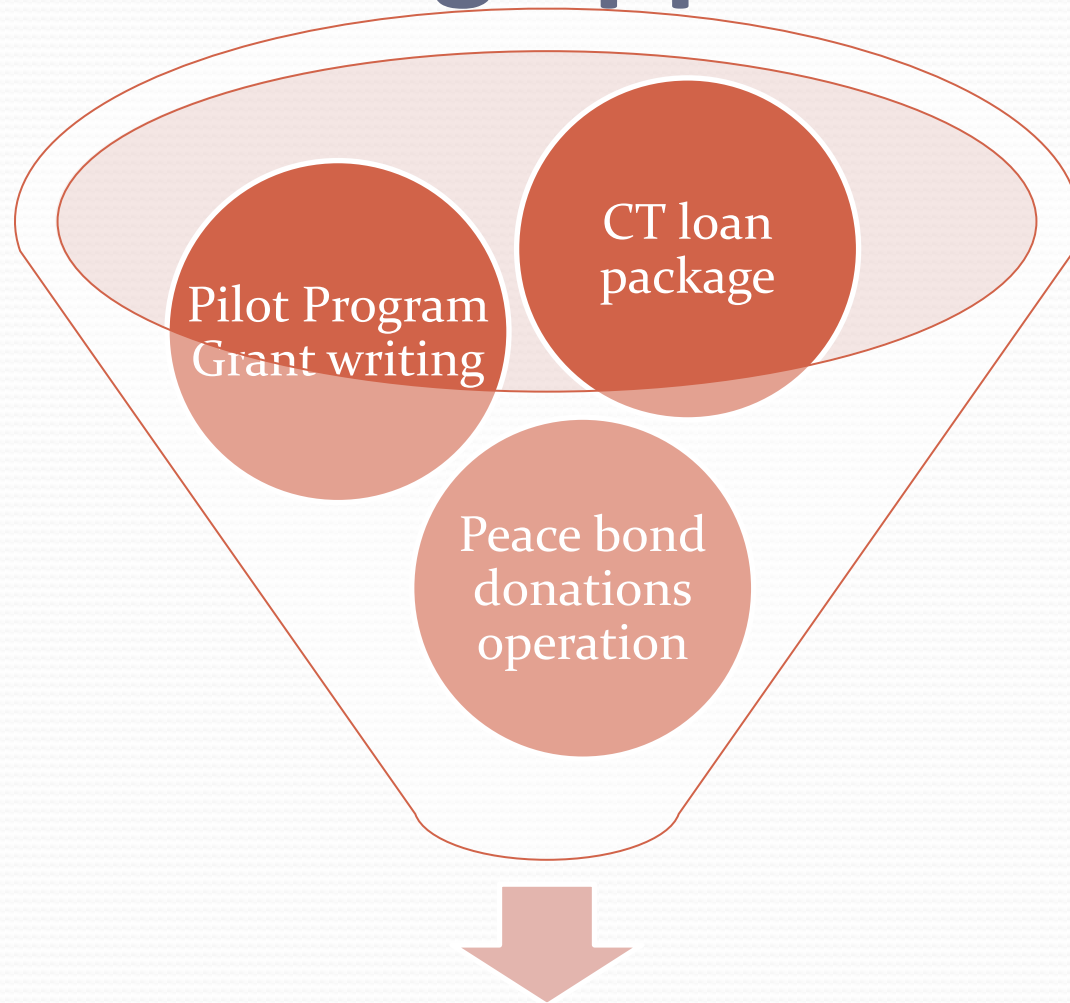 CT loan
package
Pilot Program
Grant writing
Peace bond
donations
operation